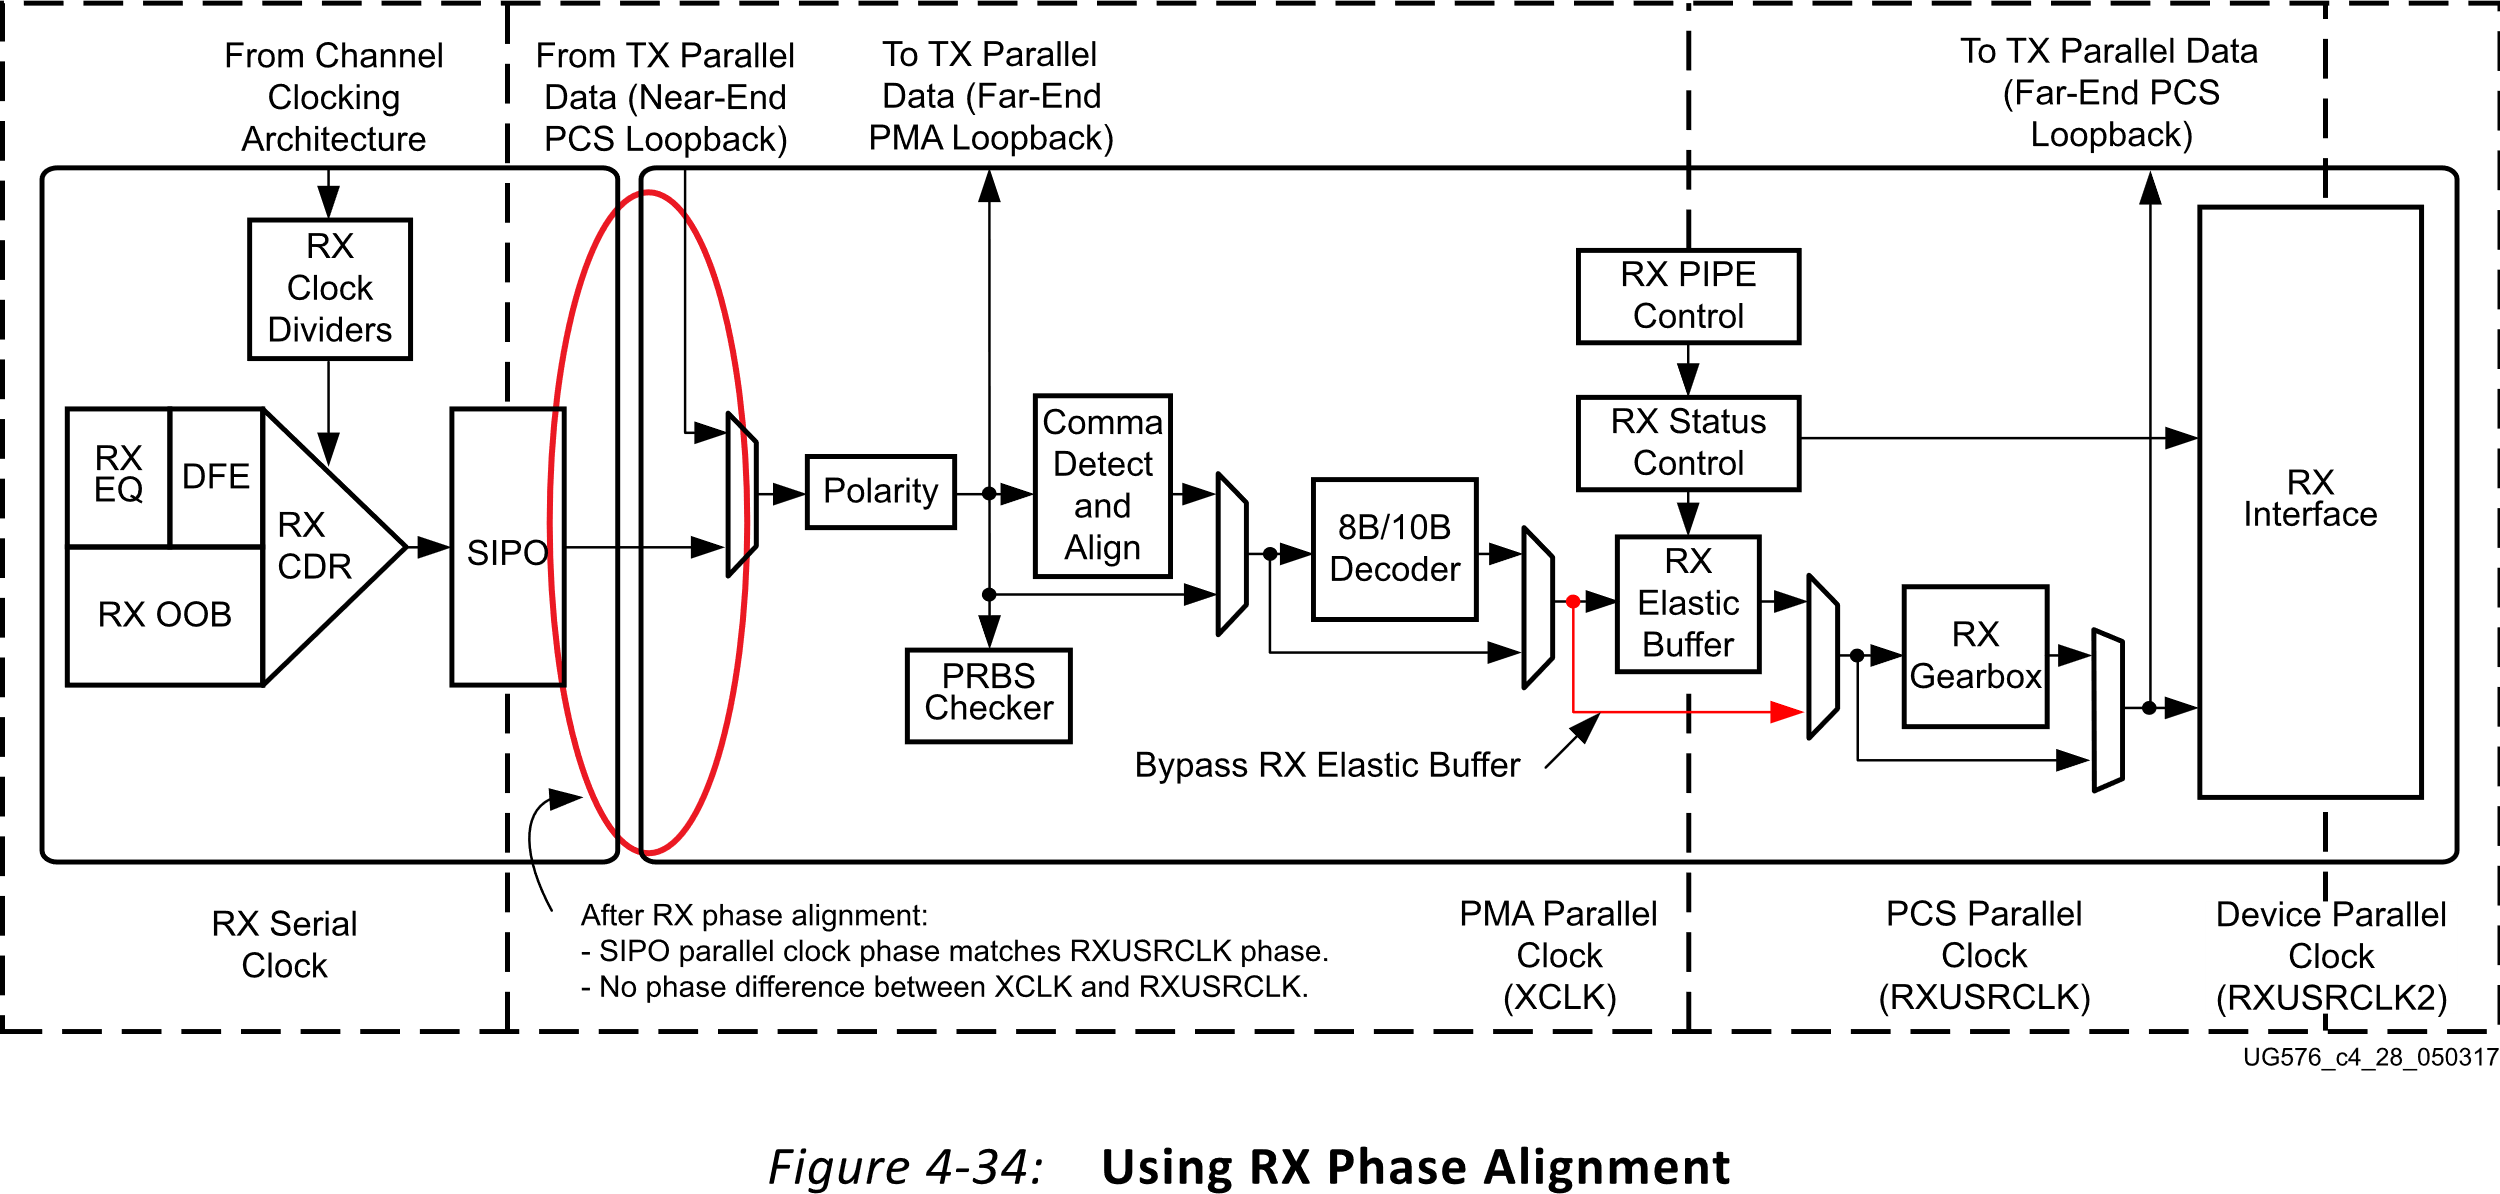 From Channel
Clocking
Architecture
From TX Parallel
Data (Near-End
PCS Loopback)
To TX Parallel
Data (Far-End
PMA Loopback)
To TX Parallel Data
(Far-End PCS
Loopback)
RX
Clock
Dividers
RX
EQ
DFE
RX
CDR
RX OOB
SIPO
Polarity
Comma
Detect
and
Align
PRBS
Checker
8B/10B
Decoder
RX PIPE
Control
RX Status
Control
RX
Elastic
Buffer
RX
Gearbox
RX
Interface
Bypass RX Elastic Buffer
RX Serial
Clock
After RX phase alignment:
- SIPO parallel clock phase matches RXUSRCLK phase.
- No phase difference between XCLK and RXUSRCLK.
PMA Parallel
Clock
(XCLK)
PCS Parallel
Clock
(RXUSRCLK)
Device Parallel
Clock
(RXUSRCLK2)
UG576_c4_28_050317
Figure 4-34: Using RX Phase Alignment